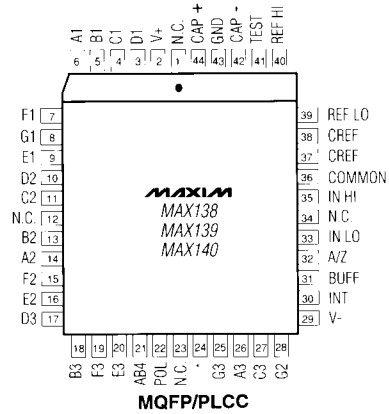 A1 B1 C1 D1 V+ N.C. CAP + GND CAP - TEST REF HI
6 5 4 3 2 1 44 43 42 41 40
F1 7
G1 8
E1 9
D2 10
C2 11
N.C. 12
B2 13
A2 14
F2 15
E2 16
D3 17
MAXIM
MAX138
MAX139
MAX140
39 REF LO
38 CREF
37 CREF
36 COMMON
35 IN HI
34 N.C.
33 IN LO
32 A/Z
31 BUFF
30 INT
29 V-
18 19 20 21 22 23 24 25 26 27 28
B3 F3 E3 AB4 POL N.C. * G3 A3 C3 G2
MQFP/PLCC